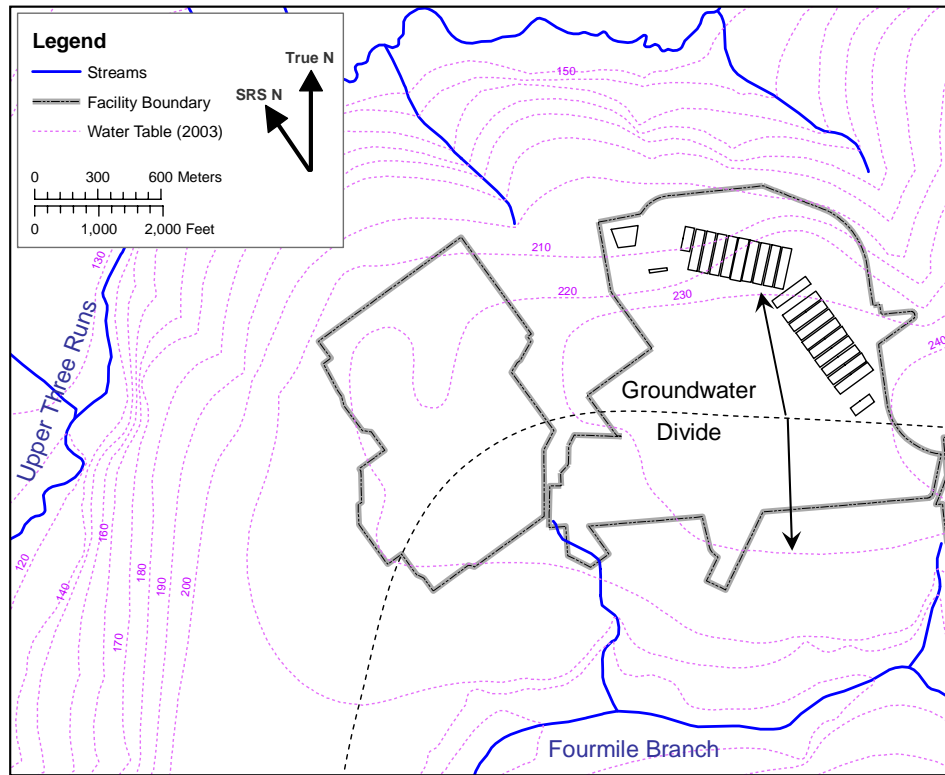 Legend
Streams
Facility Boundary
Water Table (2003)
True N
SRS N
0 300 600 Meters
0 1,000 2,000 Feet
150
130
210
220
230
240
Upper Three Runs
Groundwater
Divide
120
140
160
170
180
190
200
Fourmile Branch